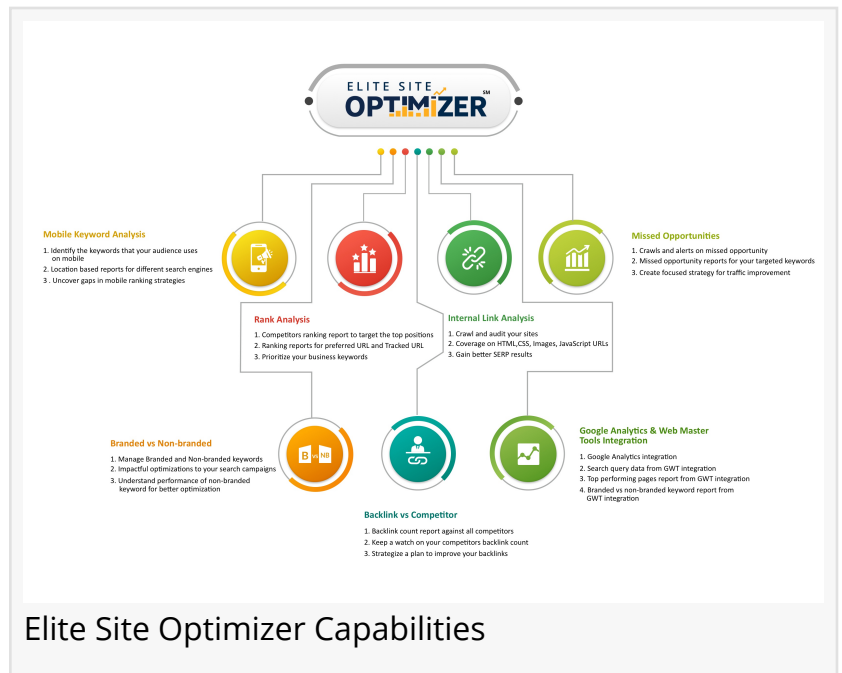 ELITE SITE
OPTIMIZER SM
Mobile Keyword Analysis
1. Identify the keywords that your audience uses
on mobile
2. Location based reports for different search engines
3 . Uncover gaps in mobile ranking strategies
Missed Opportunities
1. Crawls and alerts on missed opportunity
2. Missed opportunity reports for your targeted keywords
3. Create focused strategy for traffic improvement
Rank Analysis
1. Competitors ranking report to target the top positions
2. Ranking reports for preferred URL and Tracked URL
3. Prioritize your business keywords
Internal Link Analysis
1. Crawl and audit your sites
2. Coverage on HTML,CSS, Images, JavaScript URLs
3. Gain better SERP results
Branded vs Non-branded
1. Manage Branded and Non-branded keywords
2. Impactful optimizations to your search campaigns
3. Understand performance of non-branded
keyword for better optimization
B vs NB
Backlink vs Competitor
1. Backlink count report against all competitors
2. Keep a watch on your competitors backlink count
3. Strategize a plan to improve your backlinks
Google Analytics & Web Master
Tools Integration
1. Google Analytics integration
2. Search query data from GWT integration
3. Top performing pages report from GWT integration
4. Branded vs non-branded keyword report from
GWT integration
Elite Site Optimizer Capabilities